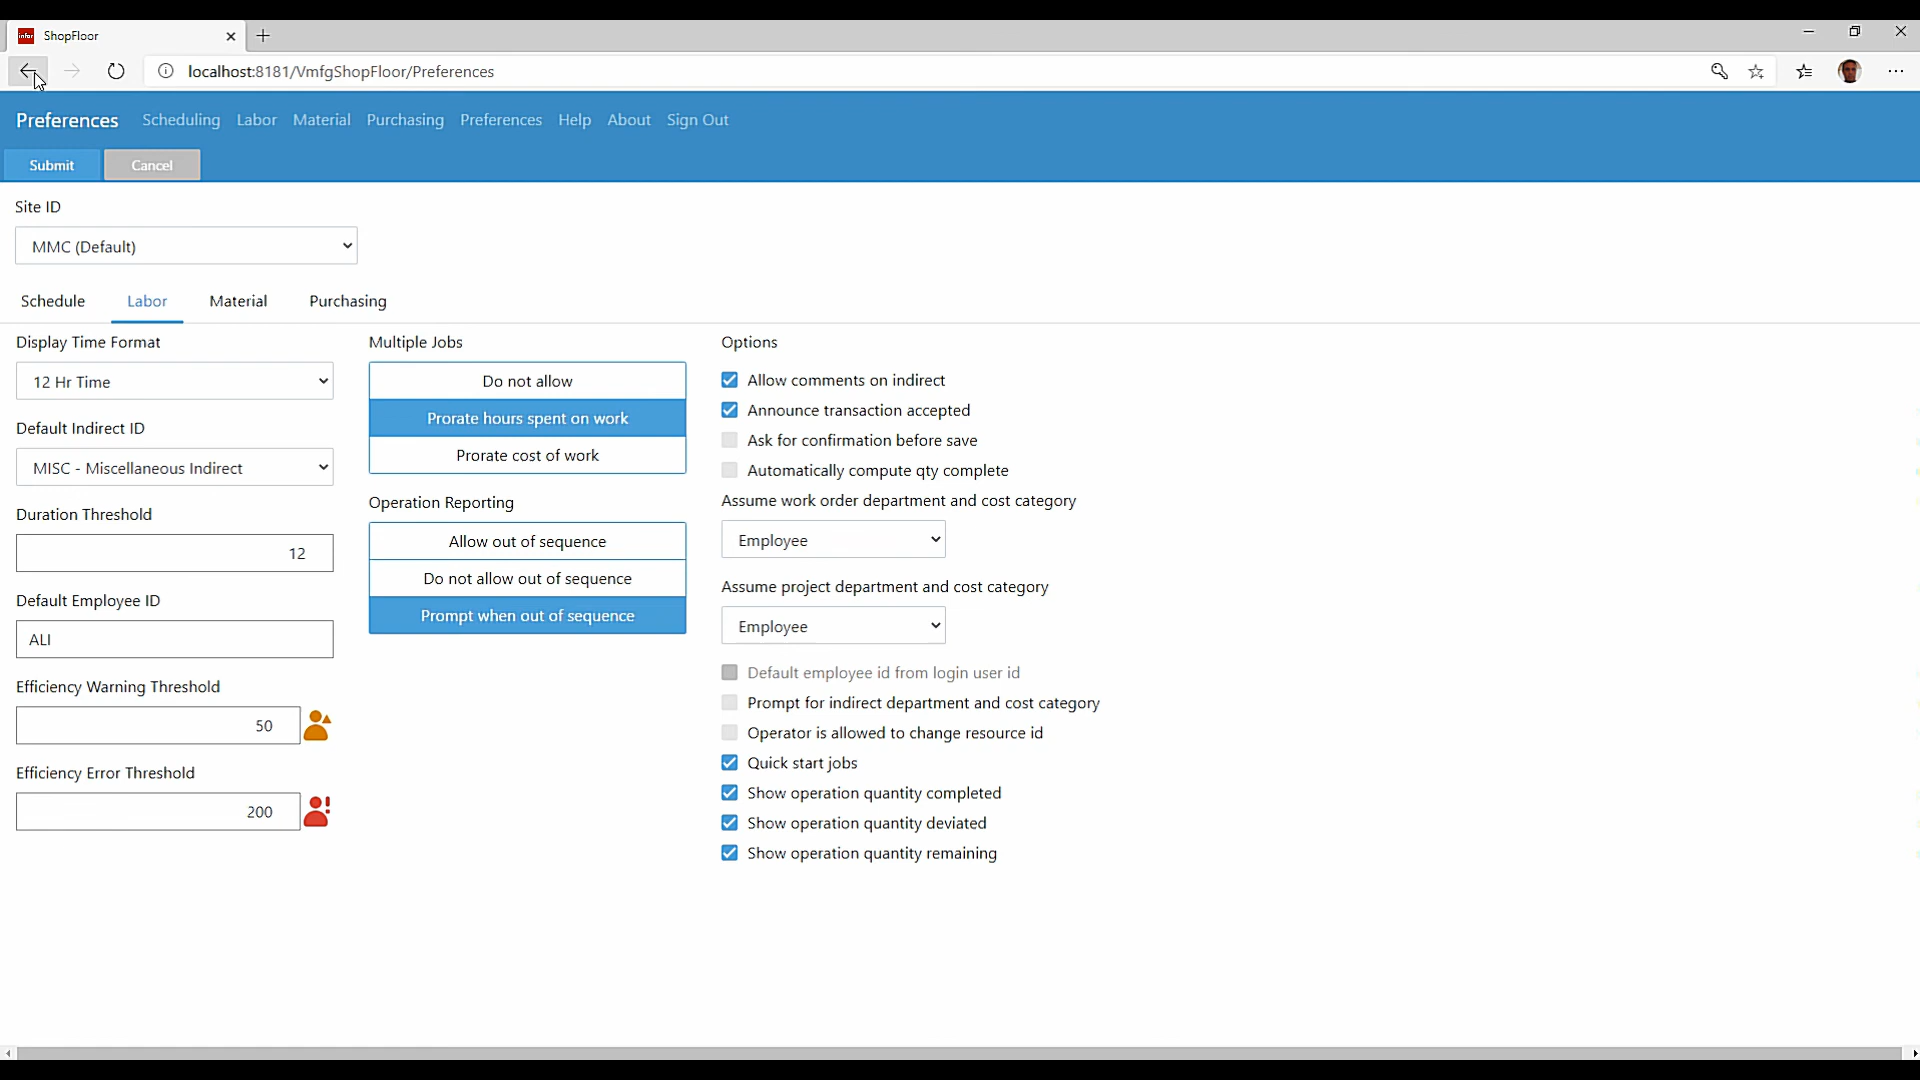 infor ShopFloor
localhost:8181/VmfgShopFloor/Preferences
Preferences Scheduling Labor Material Purchasing Preferences Help About Sign Out
Submit Cancel
Site ID
MMC (Default)
Schedule Labor Material Purchasing
Display Time Format
12 Hr Time
Default Indirect ID
MISC - Miscellaneous Indirect
Duration Threshold
12
Default Employee ID
ALI
Efficiency Warning Threshold
50
Efficiency Error Threshold
200
Multiple Jobs
Do not allow
Prorate hours spent on work
Prorate cost of work
Operation Reporting
Allow out of sequence
Do not allow out of sequence
Prompt when out of sequence
Options
Allow comments on indirect
Announce transaction accepted
Ask for confirmation before save
Automatically compute qty complete
Assume work order department and cost category
Employee
Assume project department and cost category
Employee
Default employee id from login user id
Prompt for indirect department and cost category
Operator is allowed to change resource id
Quick start jobs
Show operation quantity completed
Show operation quantity deviated
Show operation quantity remaining